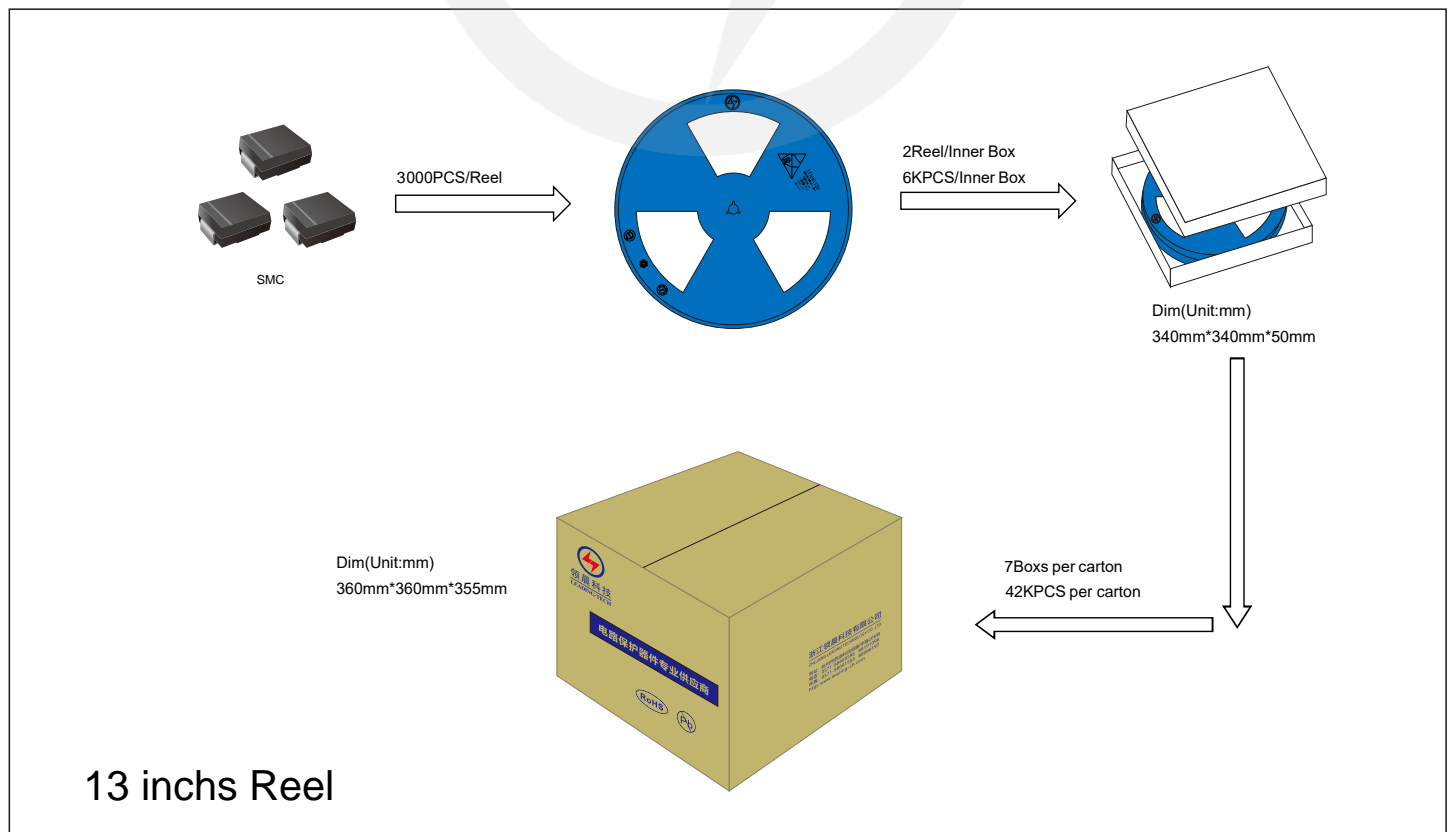 3000PCS/Reel
SMC
2Reel/Inner Box
6KPCS/Inner Box
Dim(Unit:mm)
340mm*340mm*50mm
7Boxs per carton
42KPCS per carton
Dim(Unit:mm)
360mm*360mm*355mm
领晨科技
LEADING-TECH
电路保护器件专业供应商
RoHS
Pb
浙江领晨科技有限公司
13 inchs Reel